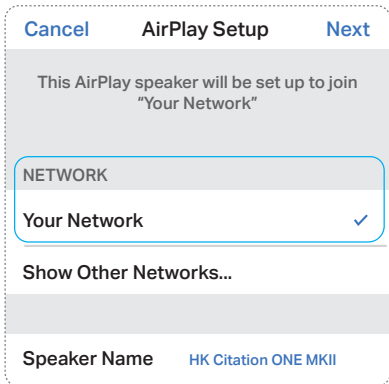 Cancel AirPlay Setup Next
This AirPlay speaker will be set up to join
“Your Network”
NETWORK
Your Network
Show Other Networks...
Speaker Name HK Citation ONE MKII